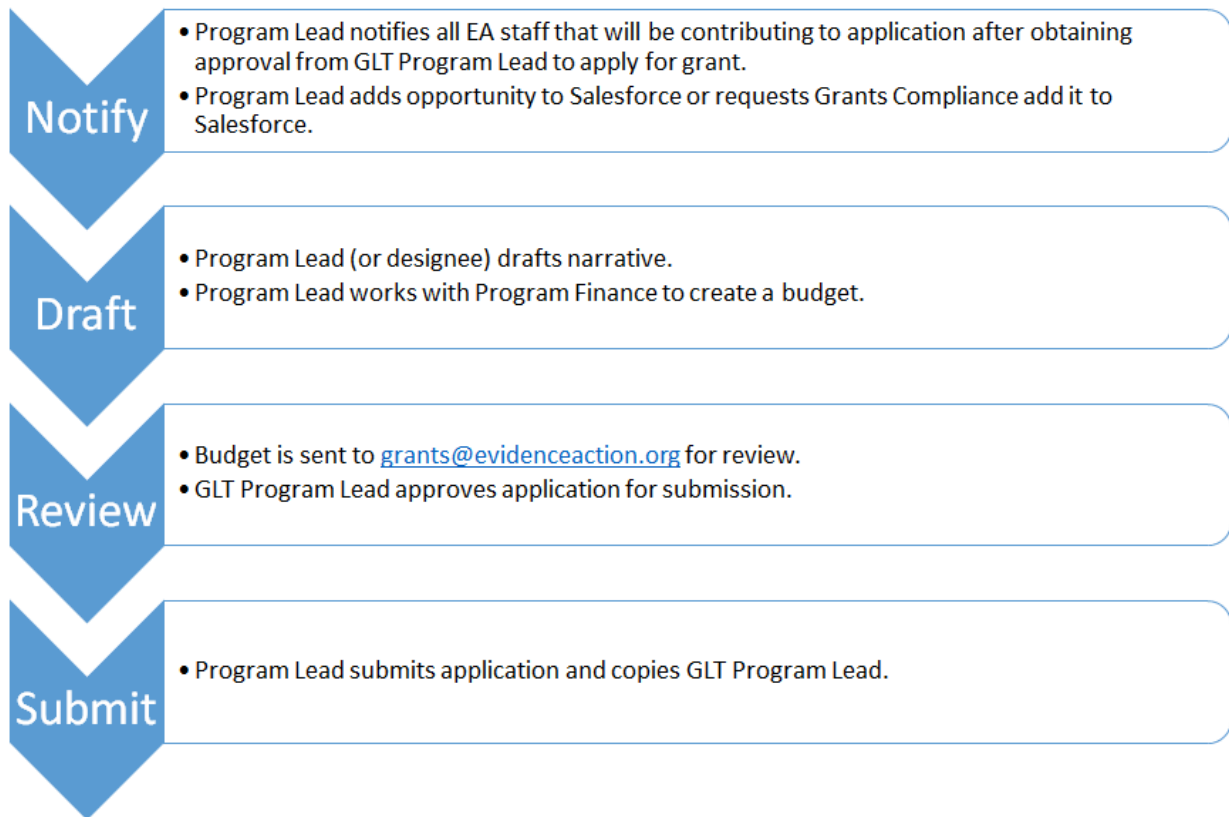 Notify
• Program Lead notifies all EA staff that will be contributing to application after obtaining
approval from GLT Program Lead to apply for grant.
• Program Lead adds opportunity to Salesforce or requests Grants Compliance add it to
Salesforce.
Draft
• Program Lead (or designee) drafts narrative.
• Program Lead works with Program Finance to create a budget.
Review
• Budget is sent to grants@evidenceaction.org for review.
• GLT Program Lead approves application for submission.
Submit
• Program Lead submits application and copies GLT Program Lead.